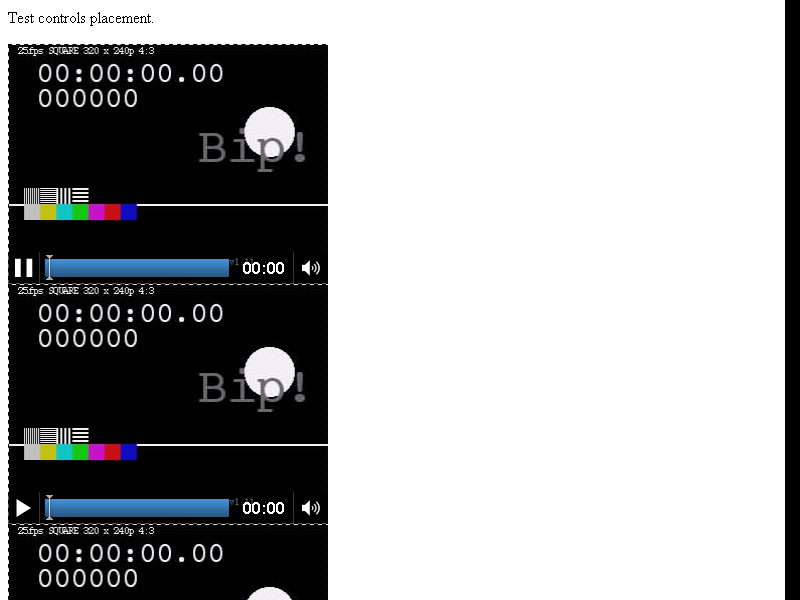 Test controls placement.
25fps SQUARE 320 x 240p 4:3
00:00:00.00
000000
Bip!
00:00
25fps SQUARE 320 x 240p 4:3
00:00:00.00
000000
Bip!
00:00
25fps SQUARE 320 x 240p 4:3
00:00:00.00
000000